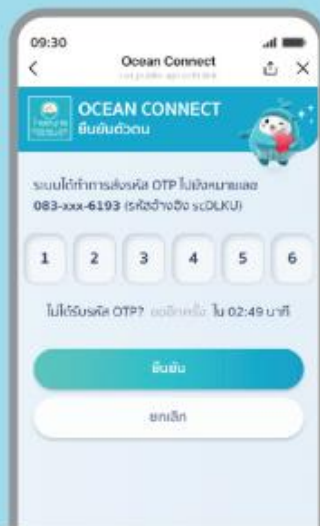 09:30
Ocean Connect
OCEAN CONNECT
ยืนยันตัวตน
ระบบได้ทำการส่งรหัส OTP ไปยังหมายเลข
083-xxx-6193 (รหัสอ้างอิง scDLKU)
1 2 3 4 5 6
ไม่ได้รับรหัส OTP? ขออีกครั้ง ใน 02:49 นาที
ยืนยัน
ยกเลิก